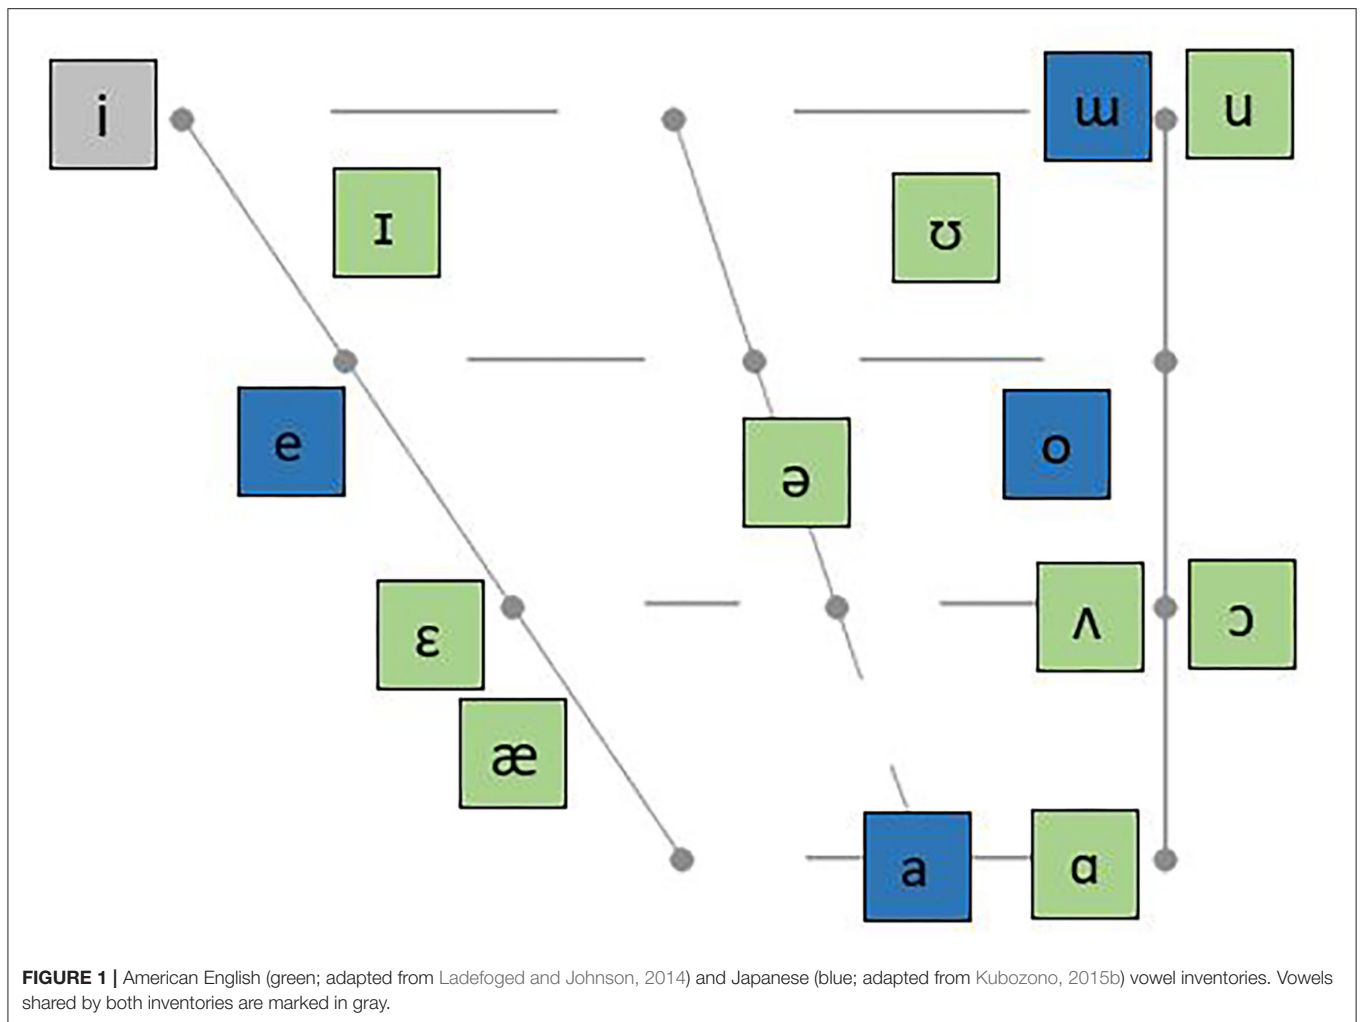 i
ɯ
u
ɪ
ʊ
e
o
ə
ɛ
ʌ
ɔ
æ
a
ɑ
FIGURE 1 | American English (green; adapted from Ladefoged and Johnson, 2014) and Japanese (blue; adapted from Kubozono, 2015b) vowel inventories. Vowels
shared by both inventories are marked in gray.